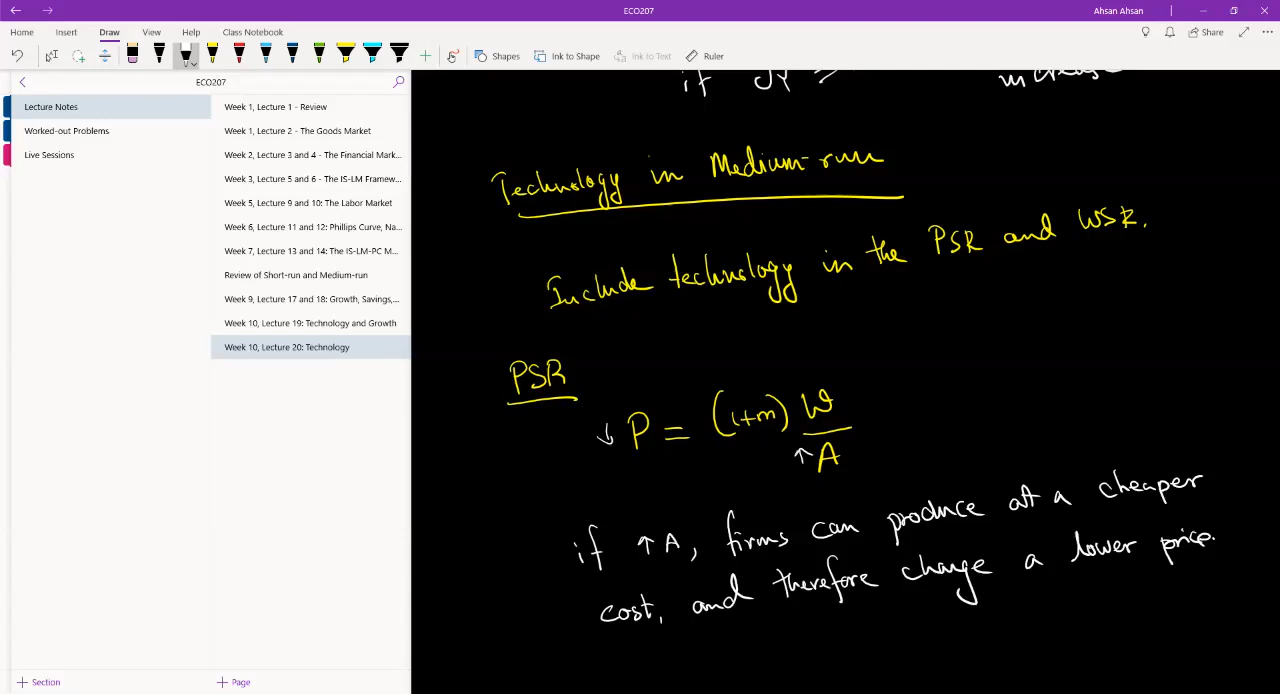 ECO207
Ahsan Ahsan
Home Insert Draw View Help Class Notebook
Share
Shapes Ink to Shape Ink to Text Ruler
ECO207
Lecture Notes
Worked-out Problems
Live Sessions
Week 1, Lecture 1 - Review
Week 1, Lecture 2 - The Goods Market
Week 2, Lecture 3 and 4 - The Financial Mark...
Week 3, Lecture 5 and 6 - The IS-LM Framew...
Week 5, Lecture 9 and 10: The Labor Market
Week 6, Lecture 11 and 12: Phillips Curve, Na...
Week 7, Lecture 13 and 14: The IS-LM-PC M...
Review of Short-run and Medium-run
Week 9, Lecture 17 and 18: Growth, Savings,...
Week 10, Lecture 19: Technology and Growth
Week 10, Lecture 20: Technology
+ Section
+ Page
if
Technology in Medium-run
Include technology in the PSR and WSR.
PSR
↓ P = (1+m) W
↑ A
if ↑ A, firms can produce at a cheaper
cost, and therefore charge a lower price.